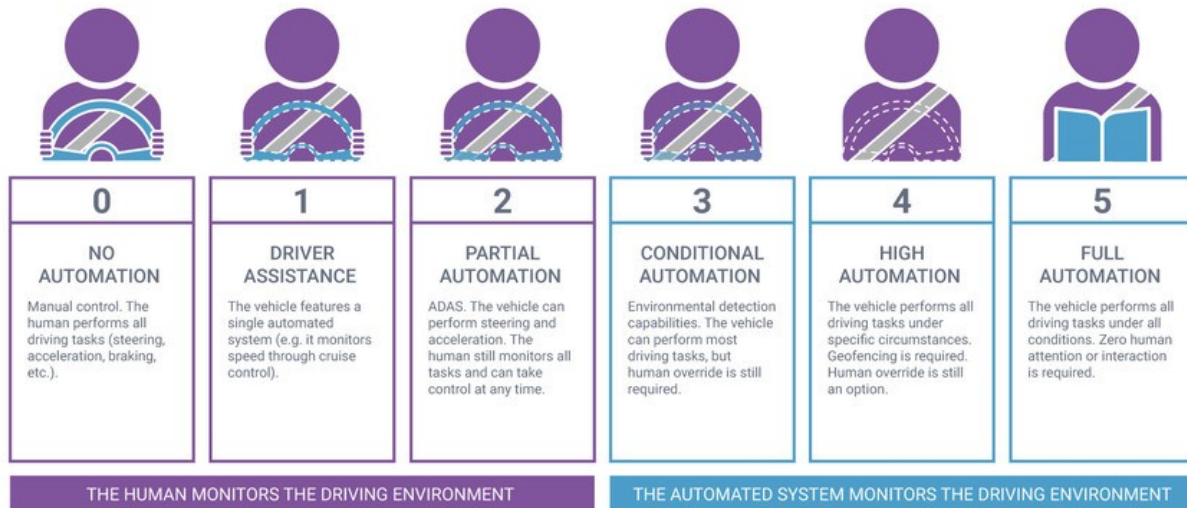 0
NO
AUTOMATION
Manual control. The
human performs all
driving tasks (steering,
acceleration, braking,
etc.).
1
DRIVER
ASSISTANCE
The vehicle features a
single automated
system (e.g. it monitors
speed through cruise
control).
2
PARTIAL
AUTOMATION
ADAS. The vehicle can
perform steering and
acceleration. The
human still monitors all
tasks and can take
control at any time.
3
CONDITIONAL
AUTOMATION
Environmental detection
capabilities. The vehicle
can perform most
driving tasks, but
human override is still
required.
4
HIGH
AUTOMATION
The vehicle performs all
driving tasks under
specific circumstances.
Geofencing is required.
Human override is still
an option.
5
FULL
AUTOMATION
The vehicle performs all
driving tasks under all
conditions. Zero human
attention or interaction
is required.
THE HUMAN MONITORS THE DRIVING ENVIRONMENT
THE AUTOMATED SYSTEM MONITORS THE DRIVING ENVIRONMENT